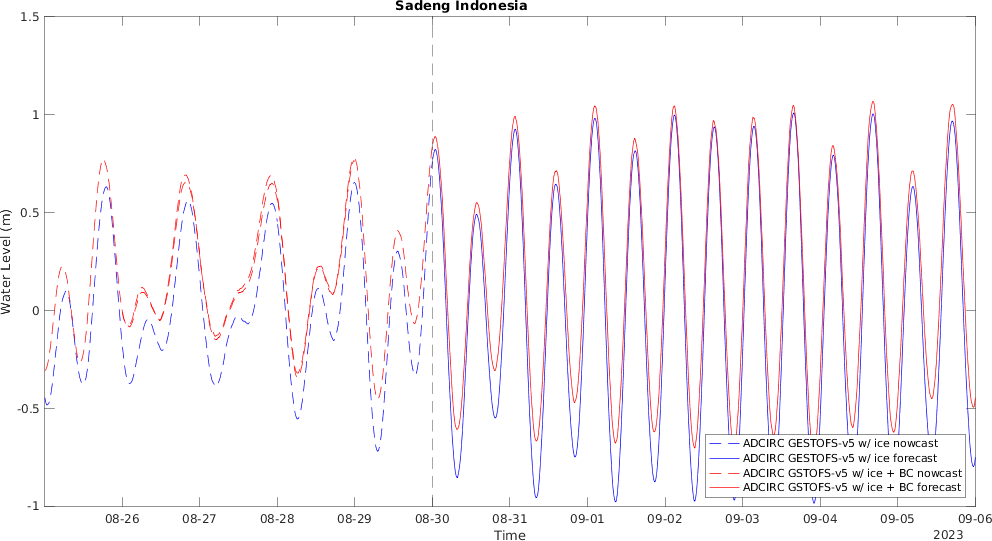 Sadeng Indonesia
1.5
1
0.5
0
-0.5
-1
Water Level (m)
08-26 08-27 08-28 08-29 08-30 08-31 09-01 09-02 09-03 09-04 09-05 09-06
Time
2023
ADCIRC GESTOFS-v5 w/ ice nowcast
ADCIRC GESTOFS-v5 w/ ice forecast
ADCIRC GSTOFS-v5 w/ ice + BC nowcast
ADCIRC GSTOFS-v5 w/ ice + BC forecast